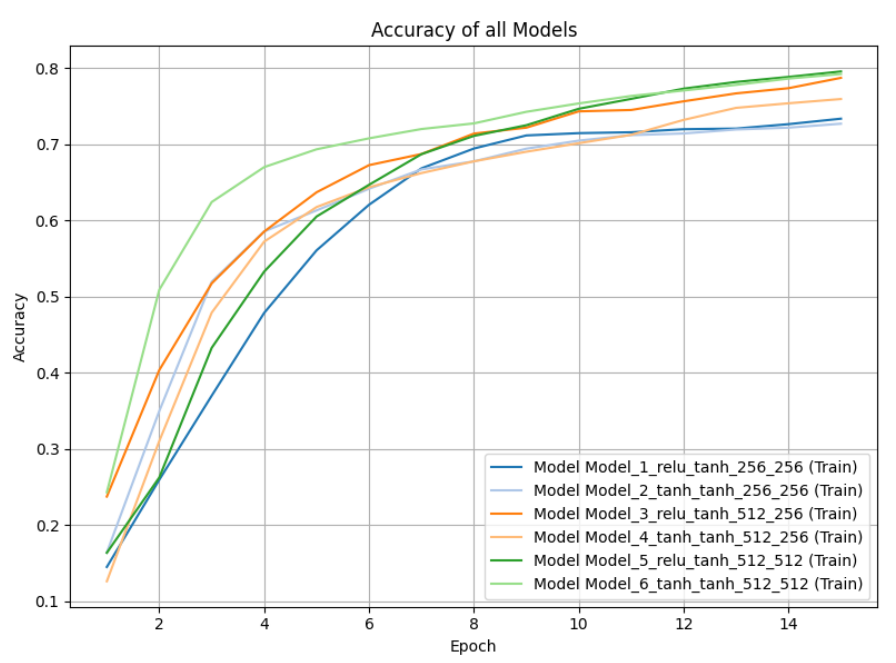 Accuracy of all Models
Accuracy
0.8
0.7
0.6
0.5
0.4
0.3
0.2
0.1
2 4 6 8 10 12 14
Epoch
Model Model_1_relu_tanh_256_256 (Train)
Model Model_2_tanh_tanh_256_256 (Train)
Model Model_3_relu_tanh_512_256 (Train)
Model Model_4_tanh_tanh_512_256 (Train)
Model Model_5_relu_tanh_512_512 (Train)
Model Model_6_tanh_tanh_512_512 (Train)